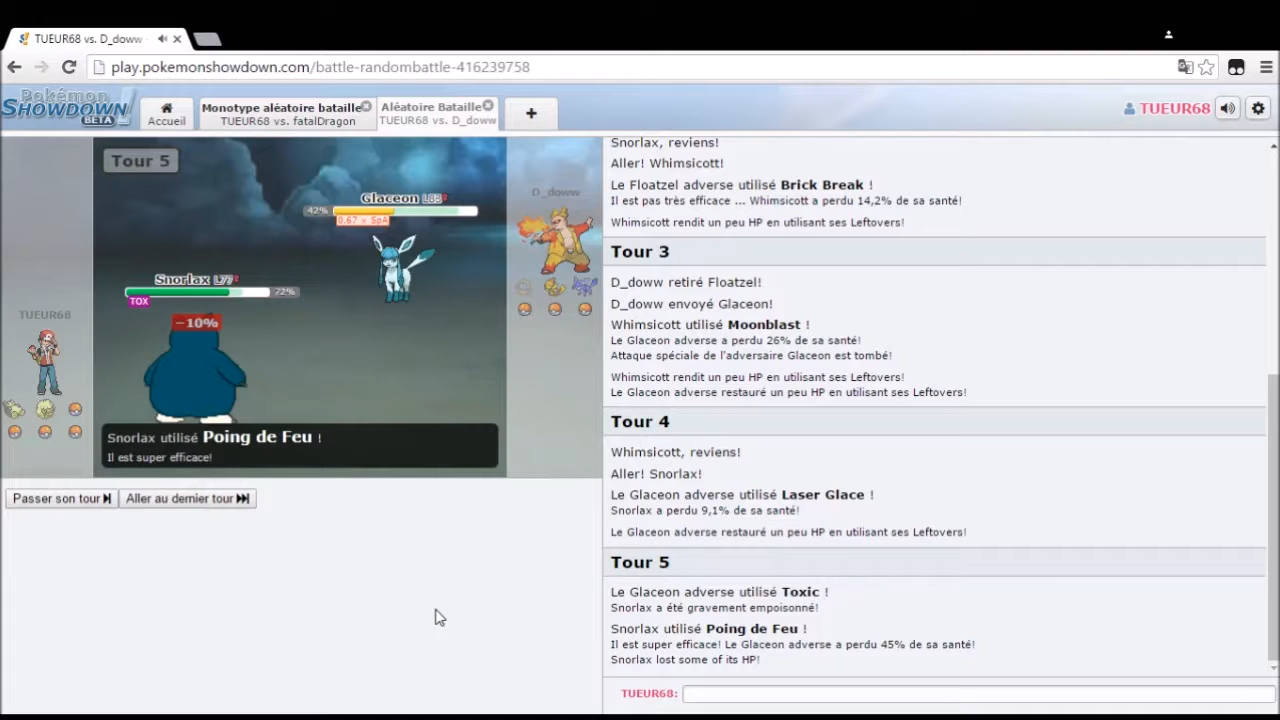 TUEUR68 vs. D_doww
play.pokemonshowdown.com/battle-randombattle-416239758
Pokémon
SHOWDOWN
BETA
Accueil
Monotype aléatoire bataille
TUEUR68 vs. fatalDragon
Aléatoire Bataille
TUEUR68 vs. D_doww
+
TUEUR68
Tour 5
Glaceon
42%
0.67 × SpA
Snorlax L77
72%
TOX
−10%
TUEUR68
D_doww
Snorlax utilisé Poing de Feu !
Il est super efficace!
Passer son tour
Aller au dernier tour
Snorlax, reviens!
Aller! Whimsicott!
Le Floatzel adverse utilisé Brick Break !
Il est pas très efficace ... Whimsicott a perdu 14,2% de sa santé!
Whimsicott rendit un peu HP en utilisant ses Leftovers!
Tour 3
D_doww retiré Floatzel!
D_doww envoyé Glaceon!
Whimsicott utilisé Moonblast !
Le Glaceon adverse a perdu 26% de sa santé!
Attaque spéciale de l'adversaire Glaceon est tombé!
Whimsicott rendit un peu HP en utilisant ses Leftovers!
Le Glaceon adverse restauré un peu HP en utilisant ses Leftovers!
Tour 4
Whimsicott, reviens!
Aller! Snorlax!
Le Glaceon adverse utilisé Laser Glace !
Snorlax a perdu 9,1% de sa santé!
Le Glaceon adverse restauré un peu HP en utilisant ses Leftovers!
Tour 5
Le Glaceon adverse utilisé Toxic !
Snorlax a été gravement empoisonné!
Snorlax utilisé Poing de Feu !
Il est super efficace! Le Glaceon adverse a perdu 45% de sa santé!
Snorlax lost some of its HP!
TUEUR68: